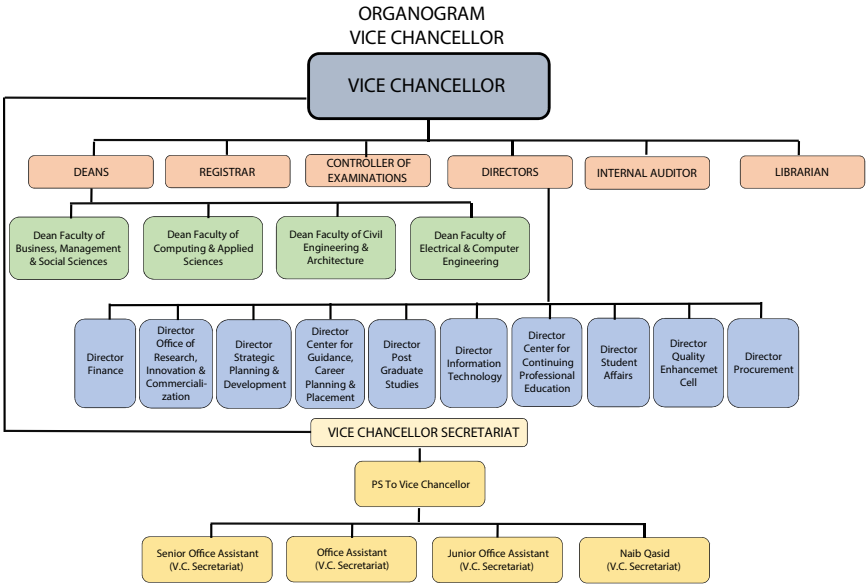 ORGANOGRAM
VICE CHANCELLOR
VICE CHANCELLOR
DEANS
REGISTRAR
CONTROLLER OF
EXAMINATIONS
DIRECTORS
INTERNAL AUDITOR
LIBRARIAN
Dean Faculty of
Business, Management
& Social Sciences
Dean Faculty of
Computing & Applied
Sciences
Dean Faculty of Civil
Engineering &
Architecture
Dean Faculty of
Electrical & Computer
Engineering
Director
Finance
Director
Office of
Research,
Innovation &
Commerciali-
zation
Director
Strategic
Planning &
Development
Director
Center for
Guidance,
Career
Planning &
Placement
Director
Post
Graduate
Studies
Director
Information
Technology
Director
Center for
Continuing
Professional
Education
Director
Student
Affairs
Director
Quality
Enhancemet
Cell
Director
Procurement
VICE CHANCELLOR SECRETARIAT
PS To Vice Chancellor
Senior Office Assistant
(V.C. Secretariat)
Office Assistant
(V.C. Secretariat)
Junior Office Assistant
(V.C. Secretariat)
Naib Qasid
(V.C. Secretariat)